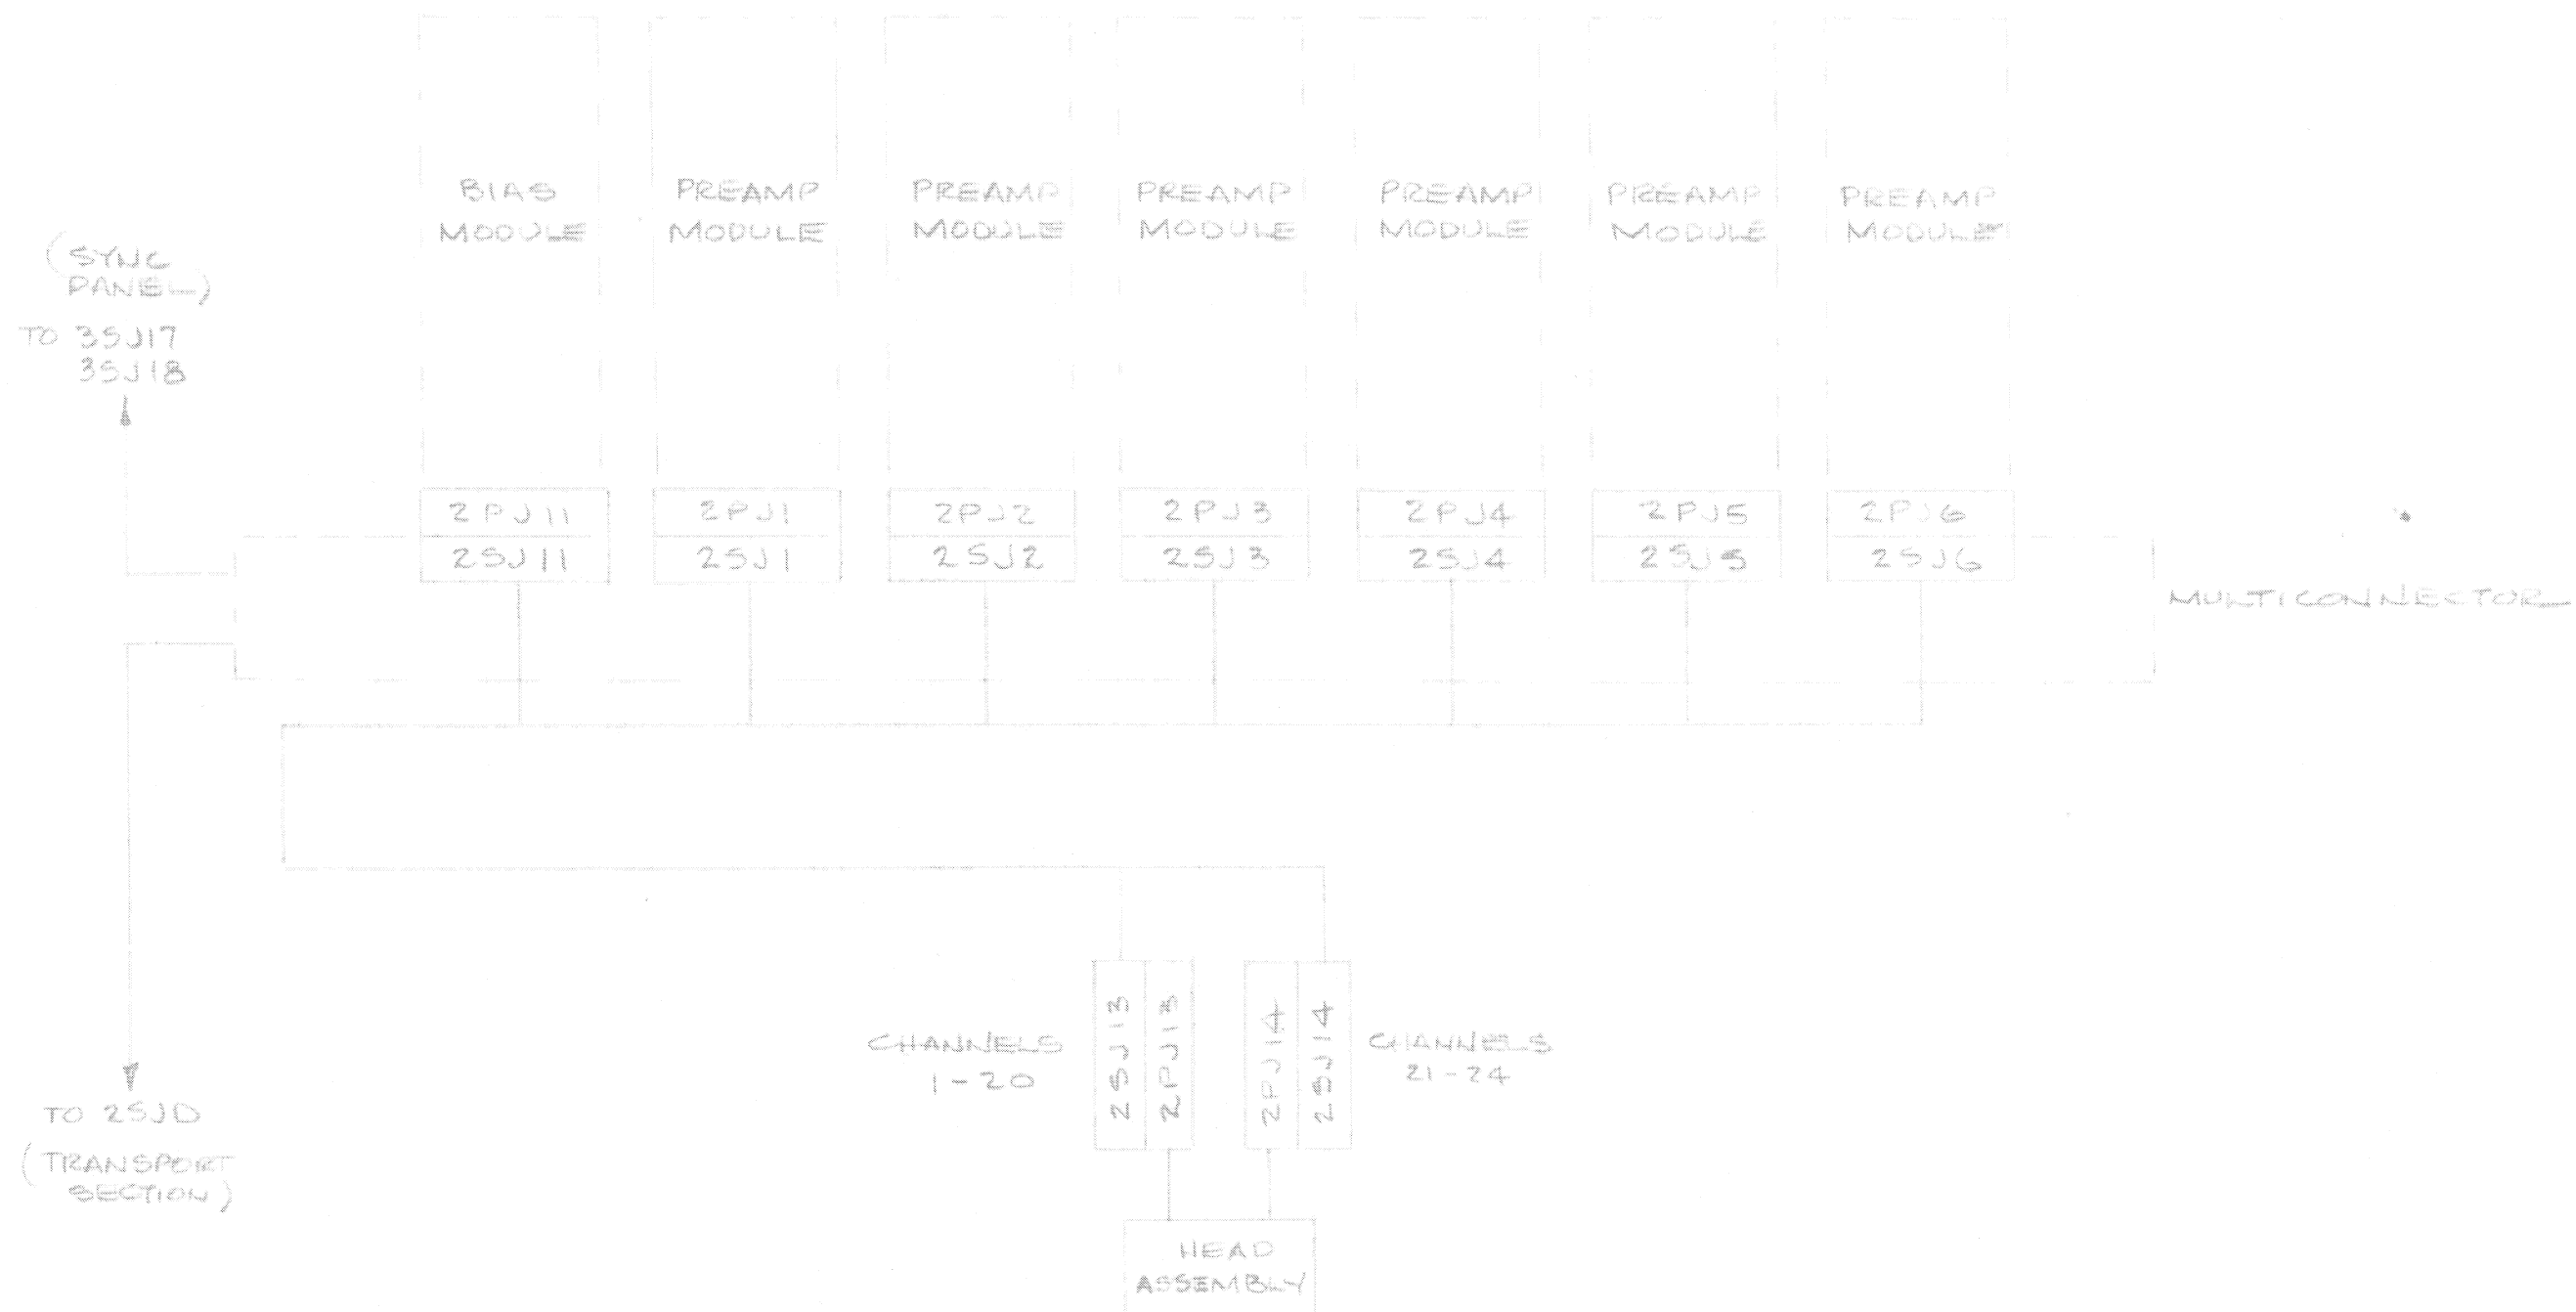 BIAS
MODULE
PREAMP
MODULE
PREAMP
MODULE
PREAMP
MODULE
PREAMP
MODULE
PREAMP
MODULE
PREAMP
MODULE
(SYNC
PANEL)
TO 3SJ17
3SJ18
2PJ11
2SJ11
2PJ1
2SJ1
2PJ2
2SJ2
2PJ3
2SJ3
2PJ4
2SJ4
2PJ5
2SJ5
2PJ6
2SJ6
MULTICONNECTOR
CHANNELS
1-20
2SJ13
2PJ13
2PJ14
2SJ14
CHANNELS
21-24
TO 2SJD
(TRANSPORT
SECTION)
HEAD
ASSEMBLY